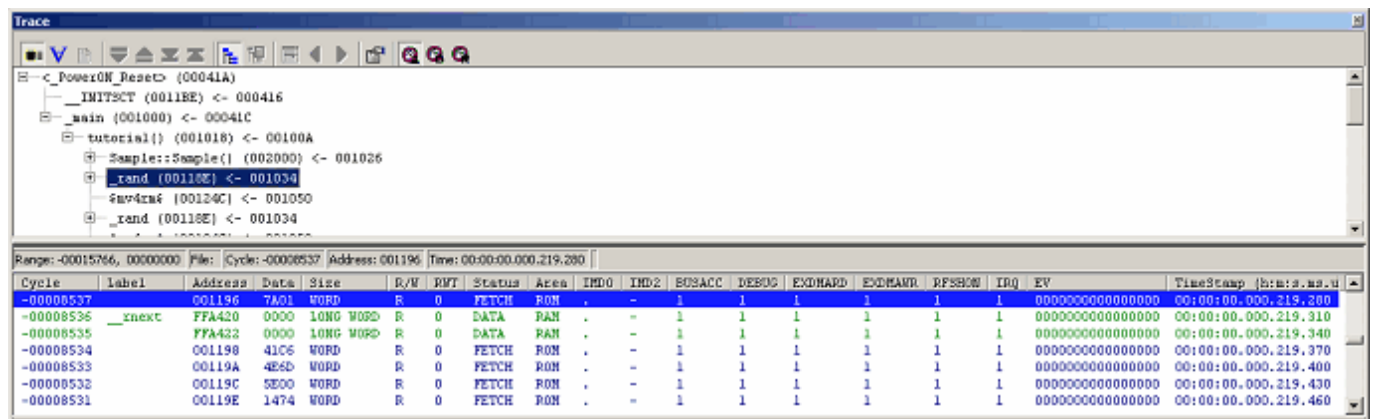 Trace
<_PowerON_Reset> (00041A)
__INITSCT (0011BE) <- 000416
_main (001000) <- 00041C
tutorial() (001018) <- 00100A
Sample::Sample() (002000) <- 001026
_rand (00118E) <- 001034
$mv4rm$ (00124C) <- 001050
_rand (00118E) <- 001034
Range: -00015766, 00000000 File: Cycle: -00008537 Address: 001196 Time: 00:00:00.000.219.280
Cycle label Address Data Size R/W RWT Status Area IMD0 IMD2 BUSACC DEBUG EXDMARD EXDMAWR RFSHON IRQ EV TimeStamp (h:m:s.ms.u
-00008537 001196 7A01 WORD R 0 FETCH ROM . - 1 1 1 1 1 1 0000000000000000 00:00:00.000.219.280
-00008536 __rnext FFA420 0000 LONG WORD R 0 DATA RAM . - 1 1 1 1 1 1 0000000000000000 00:00:00.000.219.310
-00008535 FFA422 0000 LONG WORD R 0 DATA RAM . - 1 1 1 1 1 1 0000000000000000 00:00:00.000.219.340
-00008534 001198 41C6 WORD R 0 FETCH ROM . - 1 1 1 1 1 1 0000000000000000 00:00:00.000.219.370
-00008533 00119A 4E6D WORD R 0 FETCH ROM . - 1 1 1 1 1 1 0000000000000000 00:00:00.000.219.400
-00008532 00119C 5E00 WORD R 0 FETCH ROM . - 1 1 1 1 1 1 0000000000000000 00:00:00.000.219.430
-00008531 00119E 1474 WORD R 0 FETCH ROM . - 1 1 1 1 1 1 0000000000000000 00:00:00.000.219.460